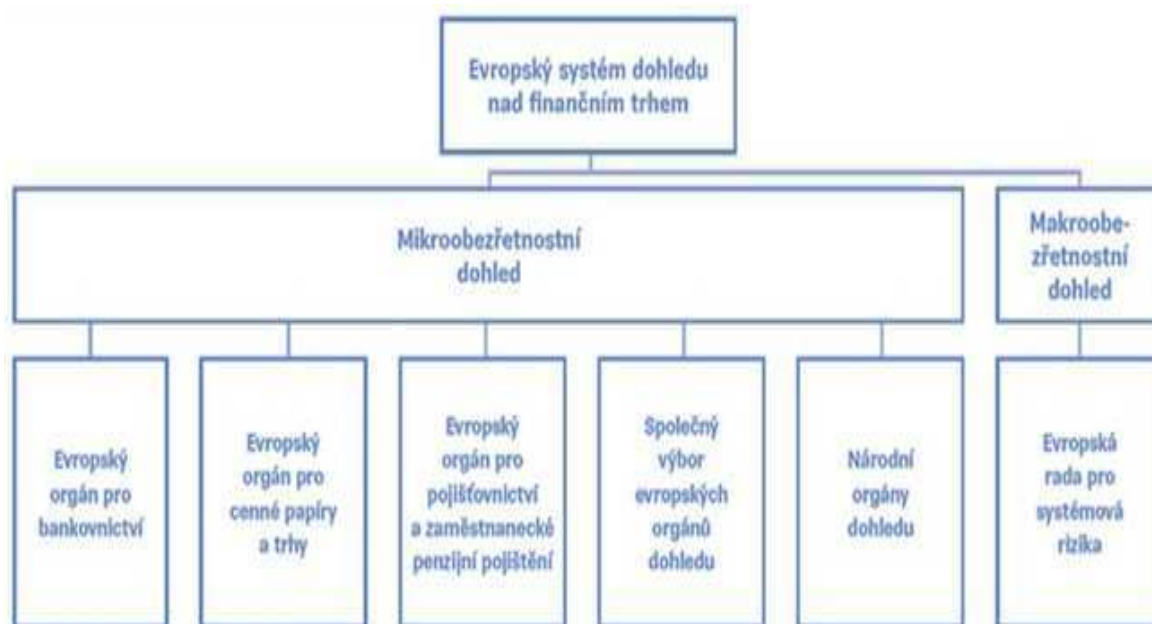 Evropský systém dohledu
nad finančním trhem
Mikroobezřetnostní
dohled
Makroobe-
zřetnostní
dohled
Evropský
orgán pro
bankovnictví
Evropský
orgán pro
cenné papíry
a trhy
Evropský
orgán pro
pojišťovnictví
a zaměstnanecké
penzijní pojištění
Společný
výbor
evropských
orgánů
dohledu
Národní
orgány
dohledu
Evropská
rada pro
systémová
rizika